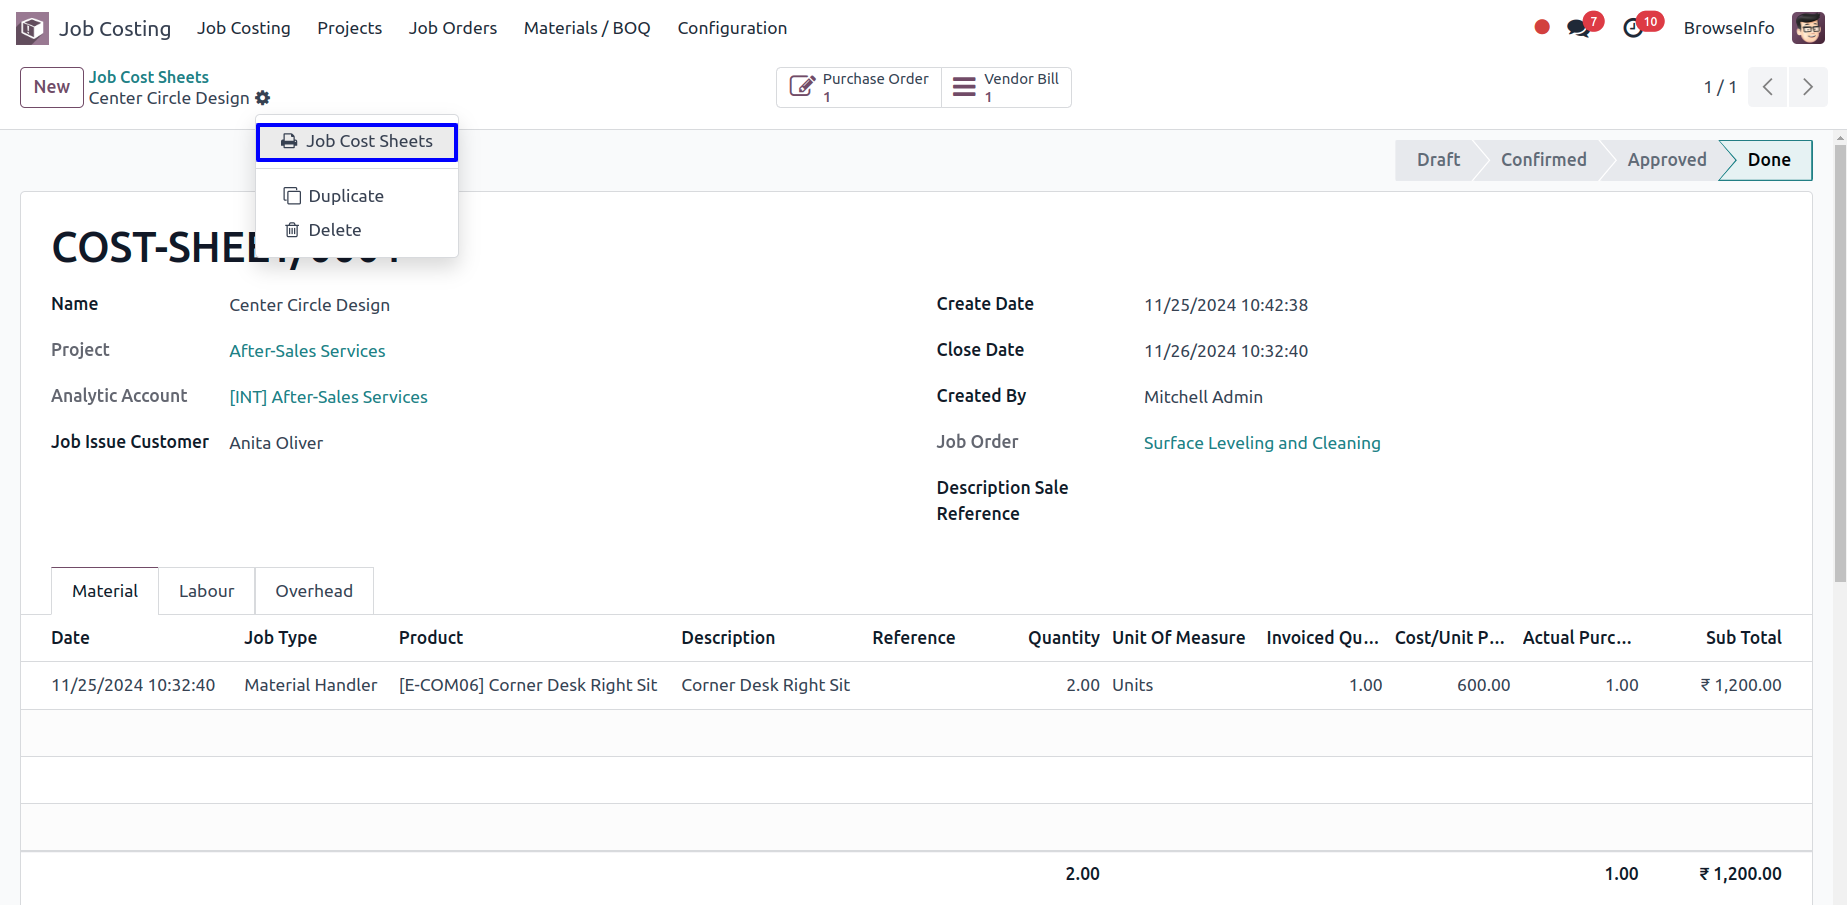 Job Costing Job Costing Projects Job Orders Materials / BOQ Configuration 7 10 BrowseInfo
New Job Cost Sheets Purchase Order Vendor Bill 1 / 1
Center Circle Design 1 1
Job Cost Sheets
Draft Confirmed Approved Done
Duplicate
Delete
COST-SHEET/0001
Name Center Circle Design Create Date 11/25/2024 10:42:38
Project After-Sales Services Close Date 11/26/2024 10:32:40
Analytic Account [INT] After-Sales Services Created By Mitchell Admin
Job Issue Customer Anita Oliver Job Order Surface Leveling and Cleaning
Description Sale
Reference
Material Labour Overhead
Date Job Type Product Description Reference Quantity Unit Of Measure Invoiced Qu... Cost/Unit P... Actual Purc... Sub Total
11/25/2024 10:32:40 Material Handler [E-COM06] Corner Desk Right Sit Corner Desk Right Sit 2.00 Units 1.00 600.00 1.00 ₹ 1,200.00
2.00 1.00 ₹ 1,200.00